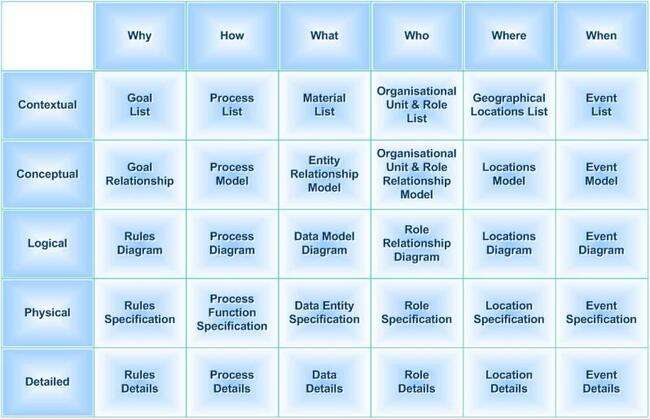 Why How What Who Where When
Contextual Goal List Process List Material List Organisational Unit & Role List Geographical Locations List Event List
Conceptual Goal Relationship Process Model Entity Relationship Model Organisational Unit & Role Relationship Model Locations Model Event Model
Logical Rules Diagram Process Diagram Data Model Diagram Role Relationship Diagram Locations Diagram Event Diagram
Physical Rules Specification Process Function Specification Data Entity Specification Role Specification Location Specification Event Specification
Detailed Rules Details Process Details Data Details Role Details Location Details Event Details